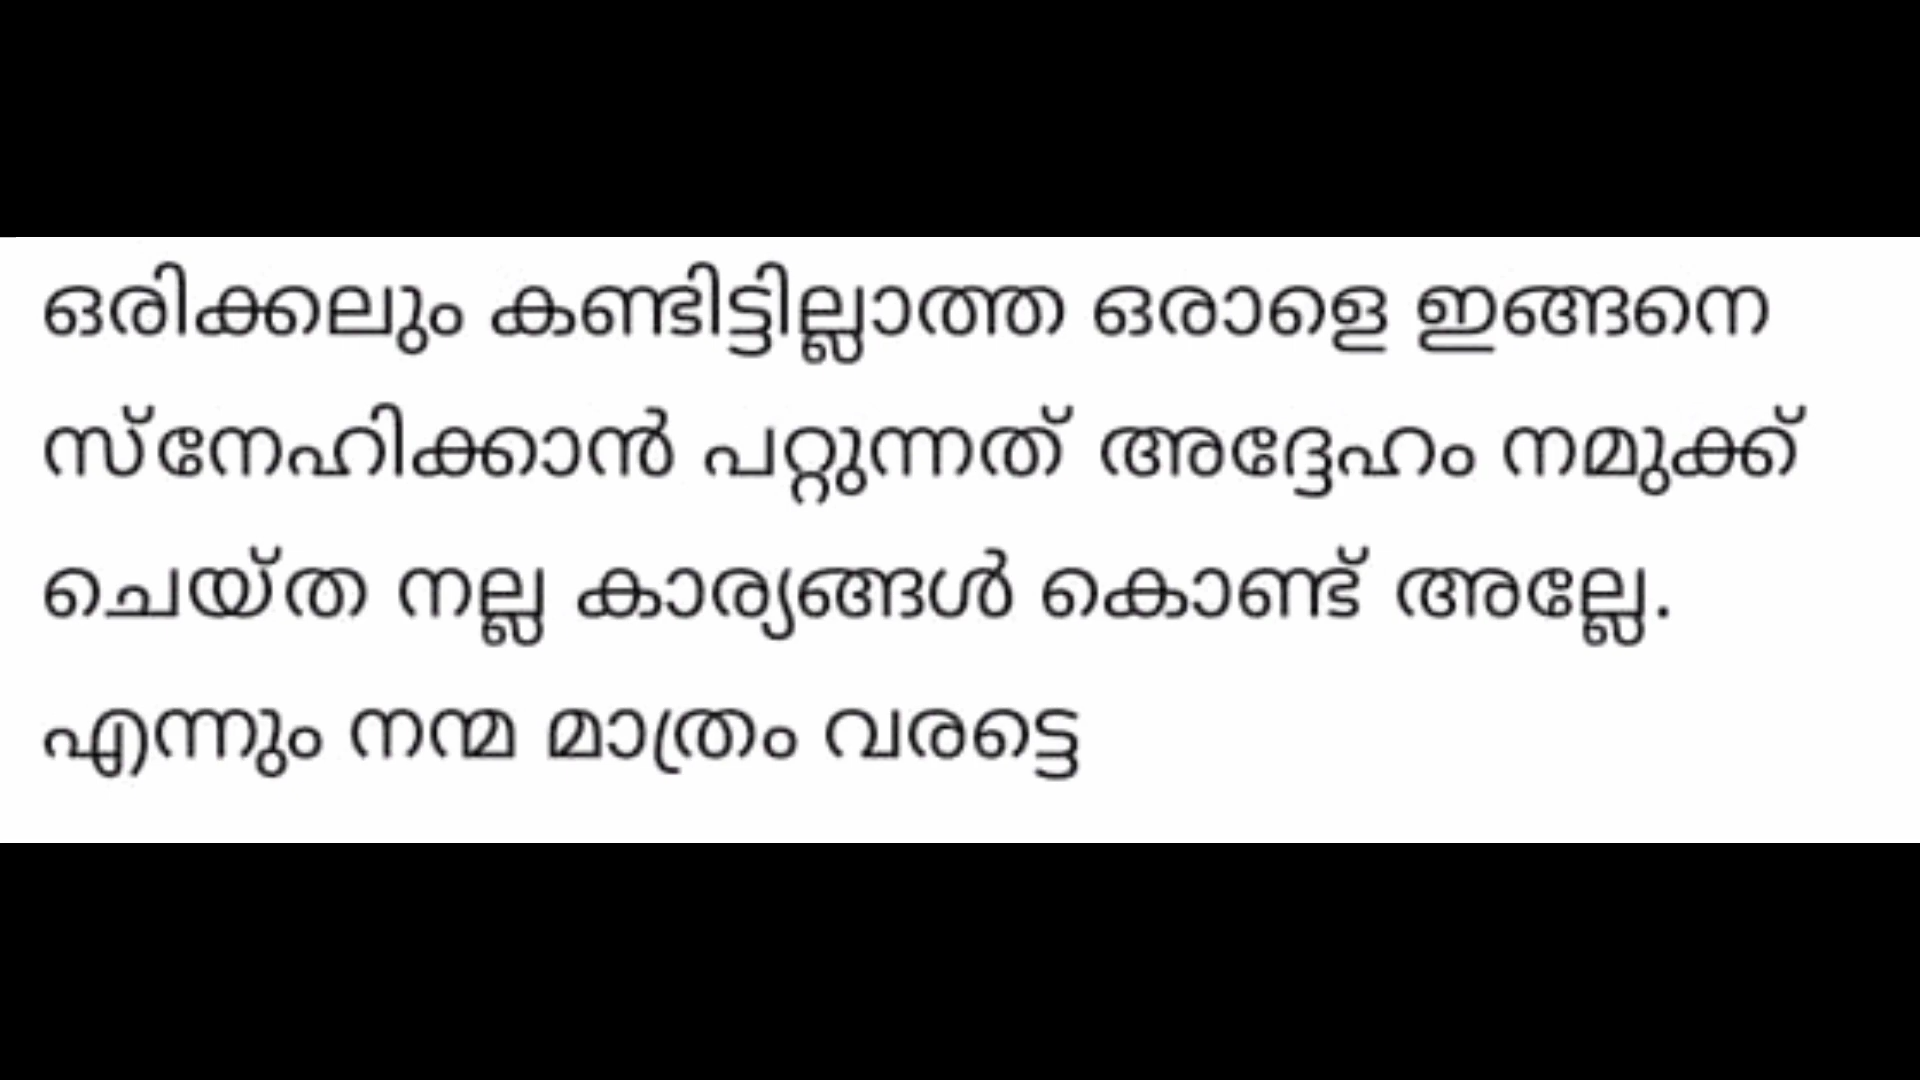 ഒരിക്കലും കണ്ടിട്ടില്ലാത്ത ഒരാളെ ഇങ്ങനെ
സ്നേഹിക്കാൻ പറ്റുന്നത് അദ്ദേഹം നമുക്ക്
ചെയ്ത നല്ല കാര്യങ്ങൾ കൊണ്ട് അല്ലേ.
എന്നും നന്മ മാത്രം വരട്ടെ